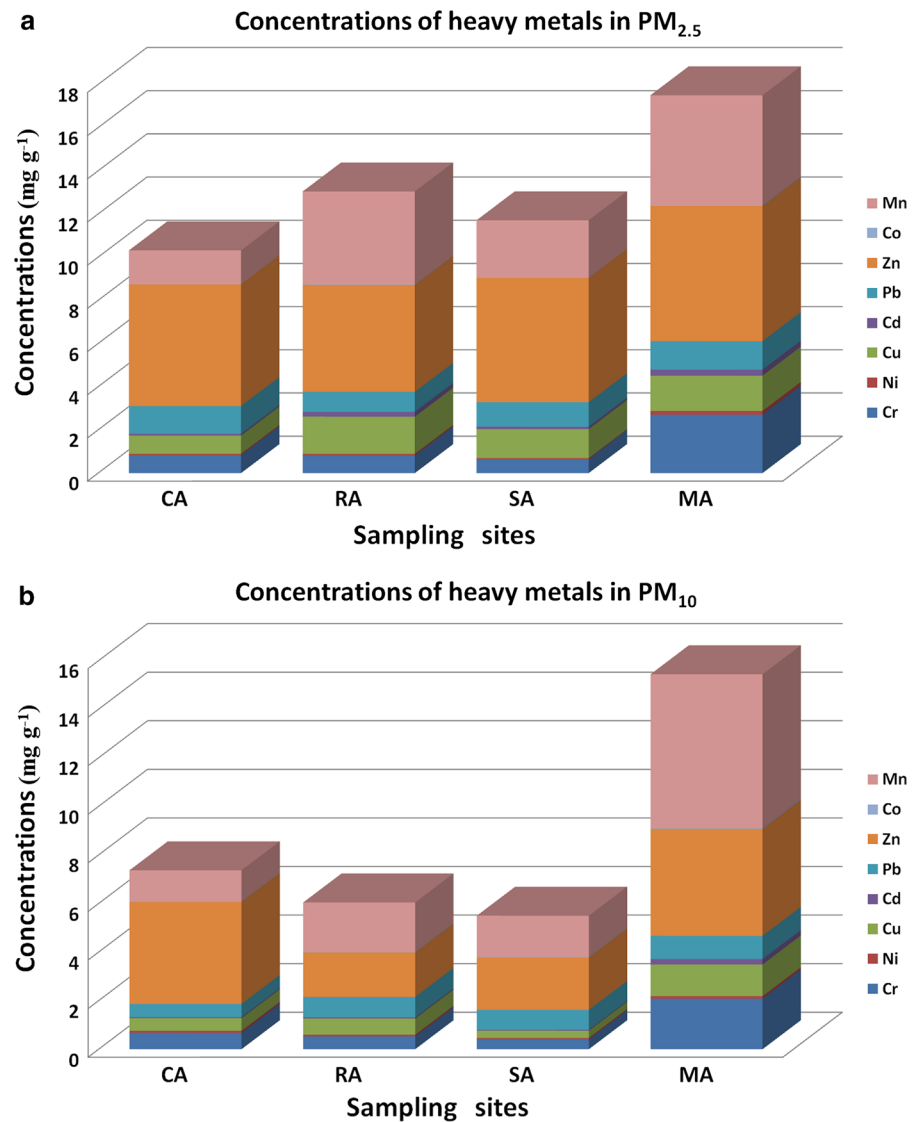 a
Concentrations of heavy metals in PM2.5
Concentrations (mg g-1)
18
16
14
12
10
8
6
4
2
0
CA RA SA MA
Sampling sites
Mn
Co
Zn
Pb
Cd
Cu
Ni
Cr
b
Concentrations of heavy metals in PM10
Concentrations (mg g-1)
16
14
12
10
8
6
4
2
0
CA RA SA MA
Sampling sites
Mn
Co
Zn
Pb
Cd
Cu
Ni
Cr